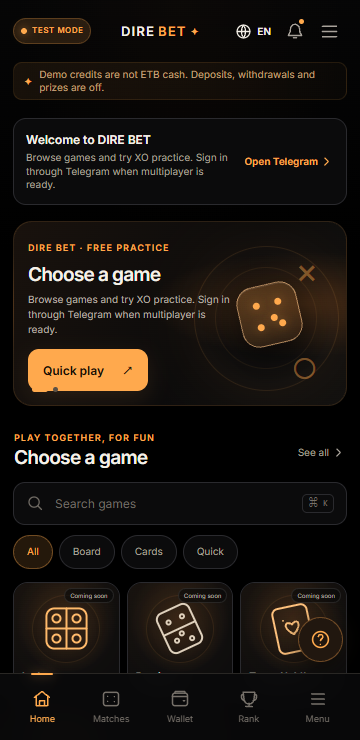 TEST MODE
DIRE BET
EN
Demo credits are not ETB cash. Deposits, withdrawals and
prizes are off.
Welcome to DIRE BET
Browse games and try XO practice. Sign in
through Telegram when multiplayer is
ready.
Open Telegram
DIRE BET · FREE PRACTICE
Choose a game
Browse games and try XO practice. Sign in
through Telegram when multiplayer is
ready.
Quick play
PLAY TOGETHER, FOR FUN
Choose a game
See all
Search games
⌘ K
All
Board
Cards
Quick
Coming soon
Coming soon
Coming soon
Home
Matches
Wallet
Rank
Menu